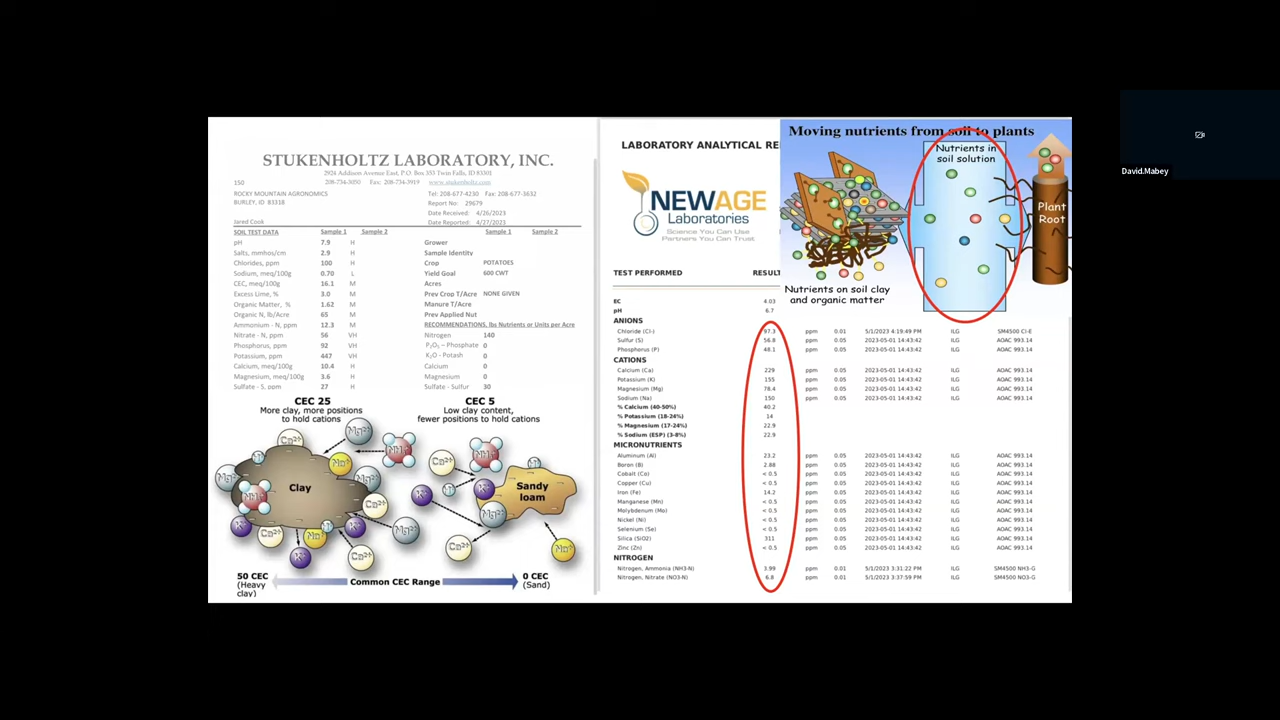 STUKENHOLTZ LABORATORY, INC.
2924 Addison Avenue East, P.O. Box 353 Twin Falls, ID 83301
208-734-3050 Fax: 208-734-3919 www.stukenholtz.com
150
ROCKY MOUNTAIN AGRONOMICS
BURLEY, ID 83318
Jared Cook
Tel: 208-677-4230 Fax: 208-677-3632
Report No: 29679
Date Received: 4/26/2023
Date Reported: 4/27/2023
SOIL TEST DATA Sample 1 Sample 2
pH 7.9 H
Salts, mmhos/cm 2.9 H
Chlorides, ppm 100 H
Sodium, meq/100g 0.70 L
CEC, meq/100g 16.1 M
Excess Lime, % 3.0 M
Organic Matter, % 1.62 M
Organic N, lb/Acre 65 M
Ammonium - N, ppm 12.3 M
Nitrate - N, ppm 56 VH
Phosphorus, ppm 92 VH
Potassium, ppm 447 VH
Calcium, meq/100g 10.4 M
Magnesium, meq/100g 3.6 M
Sulfate - S, ppm 27 H
Sample 1 Sample 2
Grower
Sample Identity
Crop POTATOES
Yield Goal 600 CWT
Acres
Prev Crop T/Acre NONE GIVEN
Manure T/Acre
Prev Applied Nut
RECOMMENDATIONS, lbs Nutrients or Units per Acre
Nitrogen 140
P2O5 – Phosphate 0
K2O - Potash 0
Calcium 0
Magnesium 0
Sulfate - Sulfur 30
CEC 25
More clay, more positions
to hold cations
CEC 5
Low clay content,
fewer positions to hold cations
Clay
Sandy
loam
50 CEC
(Heavy
clay)
Common CEC Range
0 CEC
(Sand)
LABORATORY ANALYTICAL RE
NEWAGE
Laboratories
Science You Can Use
Partners You Can Trust
TEST PERFORMED RESULT
EC 4.03
pH 6.7
ANIONS
Chloride (Cl-) 97.3 ppm 0.01 5/1/2023 4:19:49 PM ILG SM4500 Cl-E
Sulfur (S) 56.8 ppm 0.05 2023-05-01 14:43:42 ILG AOAC 993.14
Phosphorus (P) 48.1 ppm 0.05 2023-05-01 14:43:42 ILG AOAC 993.14
CATIONS
Calcium (Ca) 229 ppm 0.05 2023-05-01 14:43:42 ILG AOAC 993.14
Potassium (K) 155 ppm 0.05 2023-05-01 14:43:42 ILG AOAC 993.14
Magnesium (Mg) 78.4 ppm 0.05 2023-05-01 14:43:42 ILG AOAC 993.14
Sodium (Na) 150 ppm 0.05 2023-05-01 14:43:42 ILG AOAC 993.14
% Calcium (40-50%) 40.2
% Potassium (18-24%) 14
% Magnesium (17-24%) 22.9
% Sodium (ESP) (3-8%) 22.9
MICRONUTRIENTS
Aluminum (Al) 23.2 ppm 0.05 2023-05-01 14:43:42 ILG AOAC 993.14
Boron (B) 2.88 ppm 0.05 2023-05-01 14:43:42 ILG AOAC 993.14
Cobalt (Co) < 0.5 ppm 0.05 2023-05-01 14:43:42 ILG AOAC 993.14
Copper (Cu) < 0.5 ppm 0.05 2023-05-01 14:43:42 ILG AOAC 993.14
Iron (Fe) 14.2 ppm 0.05 2023-05-01 14:43:42 ILG AOAC 993.14
Manganese (Mn) < 0.5 ppm 0.05 2023-05-01 14:43:42 ILG AOAC 993.14
Molybdenum (Mo) < 0.5 ppm 0.05 2023-05-01 14:43:42 ILG AOAC 993.14
Nickel (Ni) < 0.5 ppm 0.05 2023-05-01 14:43:42 ILG AOAC 993.14
Selenium (Se) < 0.5 ppm 0.05 2023-05-01 14:43:42 ILG AOAC 993.14
Silica (SiO2) 311 ppm 0.05 2023-05-01 14:43:42 ILG AOAC 993.14
Zinc (Zn) < 0.5 ppm 0.05 2023-05-01 14:43:42 ILG AOAC 993.14
NITROGEN
Nitrogen, Ammonia (NH3-N) 3.99 ppm 0.01 5/1/2023 3:31:22 PM ILG SM4500 NH3-G
Nitrogen, Nitrate (NO3-N) 6.8 ppm 0.01 5/1/2023 3:37:59 PM ILG SM4500 NO3-G
Moving nutrients from soil to plants
Nutrients in
soil solution
Plant
Root
Nutrients on soil clay
and organic matter
David.Mabey